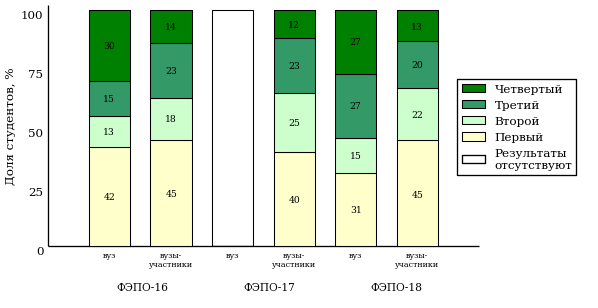 100
75
50
25
0
Доля студентов, %
30
15
13
42
14
23
18
45
12
23
25
40
27
27
15
31
13
20
22
45
вуз
вузы-
участники
вуз
вузы-
участники
вуз
вузы-
участники
ФЭПО-16
ФЭПО-17
ФЭПО-18
Четвертый
Третий
Второй
Первый
Результаты
отсутствуют